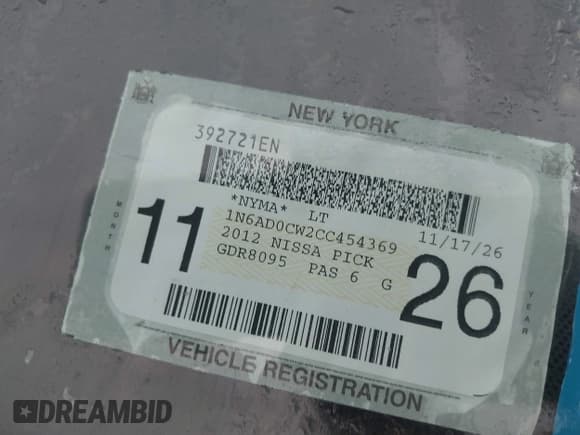 NEW YORK
392721EN
*NYMA* LT
1N6AD0CW2CC454369 11/17/26
2012 NISSA PICK
GDR8095 PAS 6 G
MONTH
11
26
YEAR
VEHICLE REGISTRATION
DREAMBID